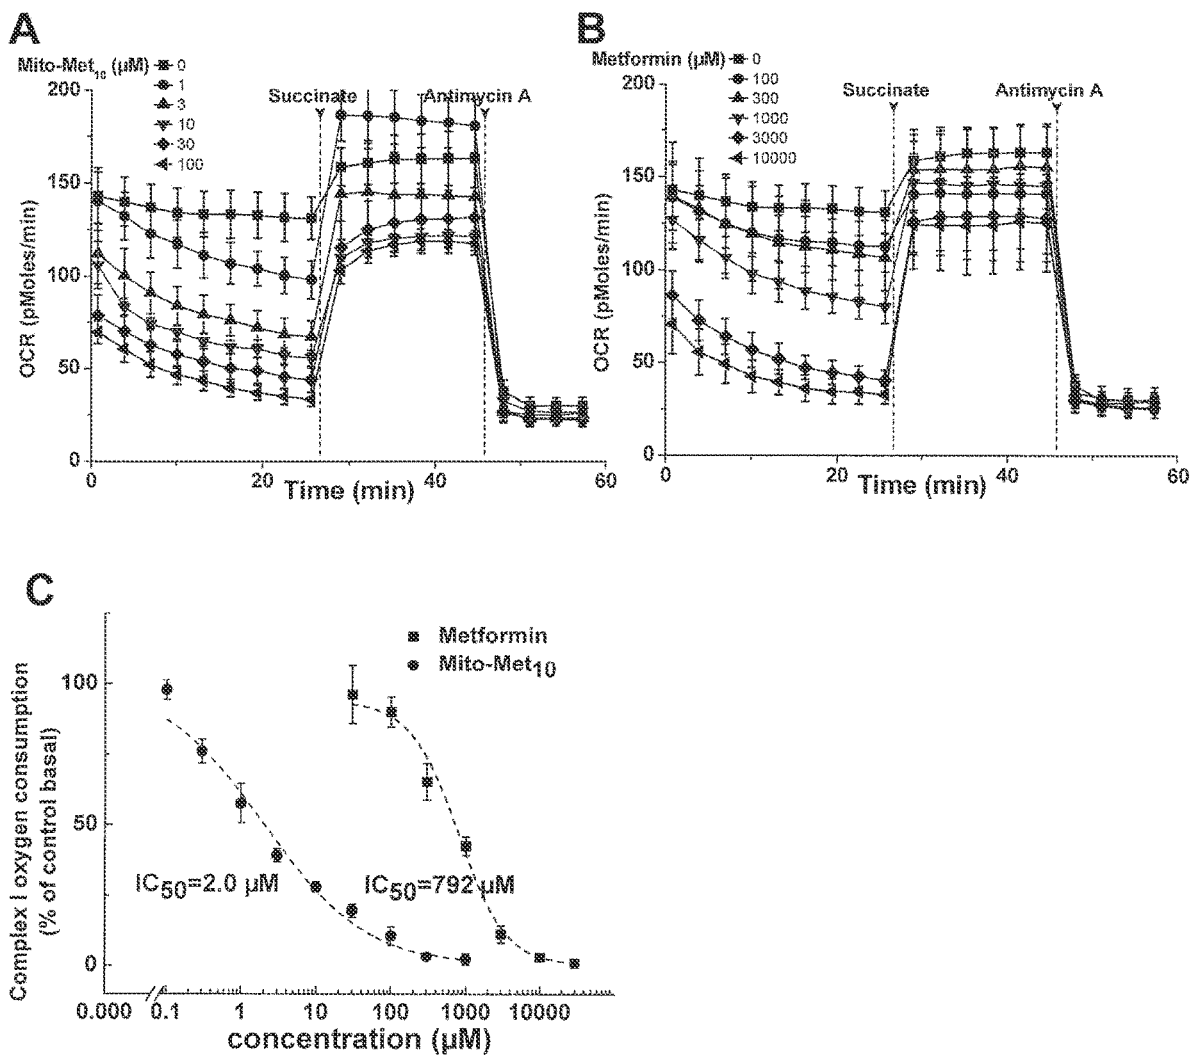 A
Mito-Met10 (µM) 0
1
3
10
30
100
Succinate
Antimycin A
200
150
100
50
0
OCR (pMoles/min)
0 20 40 60
Time (min)
B
Metformin (µM) 0
100
300
1000
3000
10000
Succinate
Antimycin A
200
150
100
50
0
OCR (pMoles/min)
0 20 40 60
Time (min)
C
Metformin
Mito-Met10
Complex I oxygen consumption
(% of control basal)
100
50
0
IC50=2.0 µM
IC50=792 µM
0.000 0.1 1 10 100 1000 10000
concentration (µM)